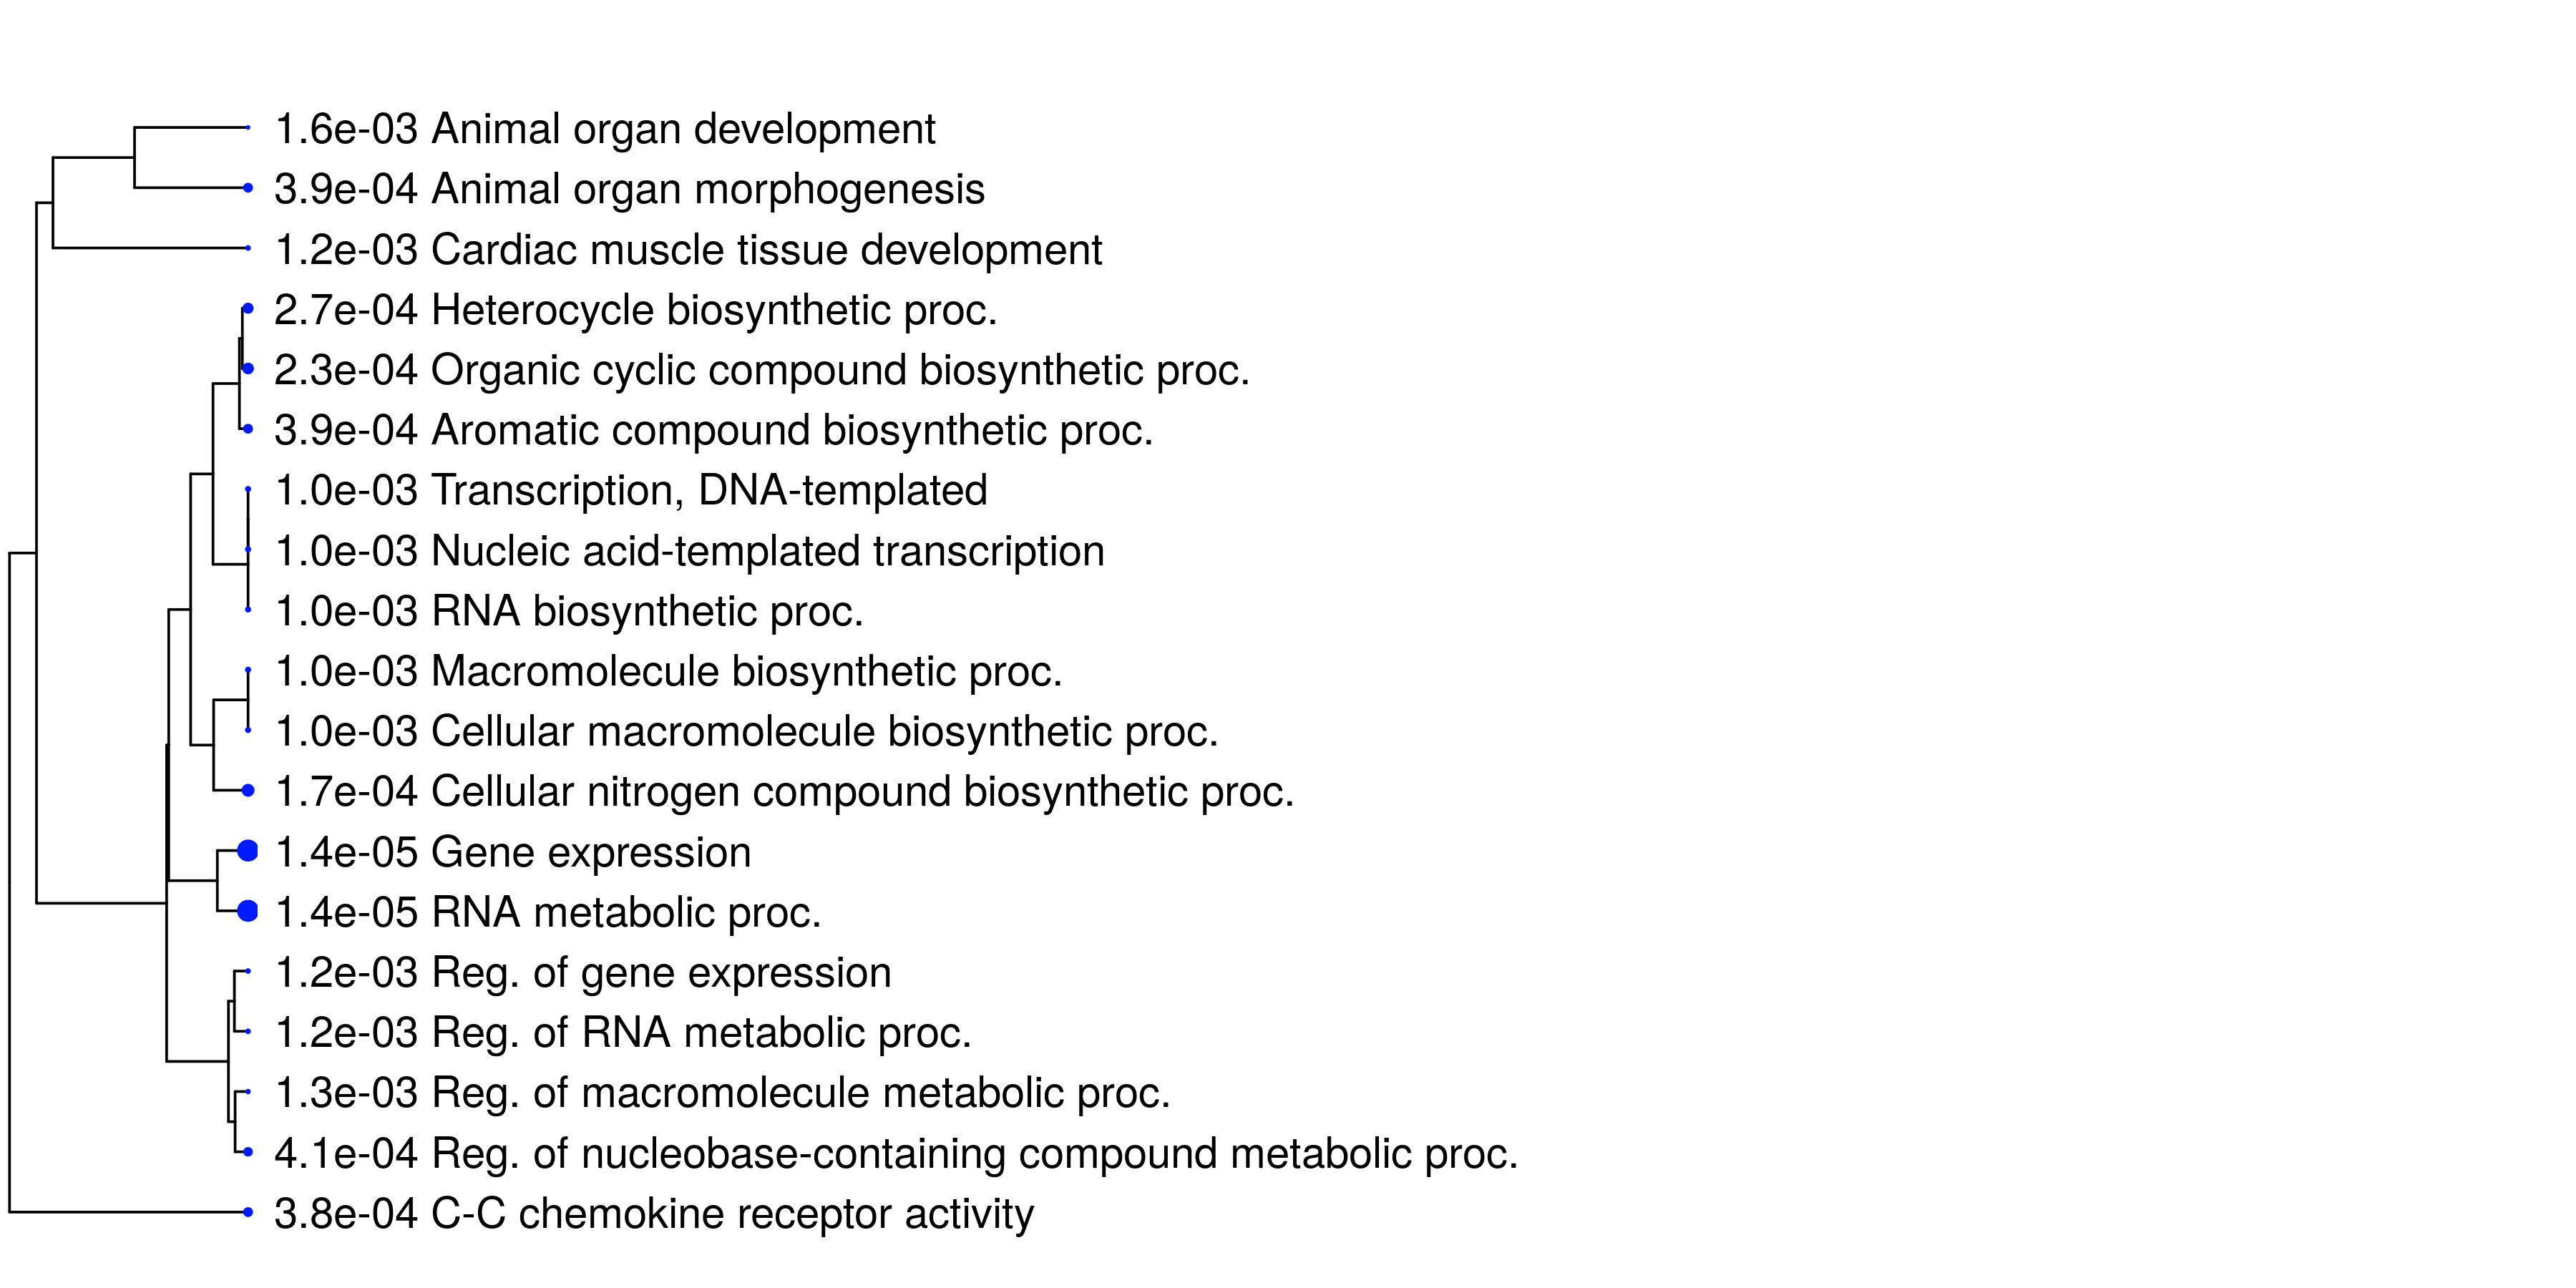 1.6e-03 Animal organ development
3.9e-04 Animal organ morphogenesis
1.2e-03 Cardiac muscle tissue development
2.7e-04 Heterocycle biosynthetic proc.
2.3e-04 Organic cyclic compound biosynthetic proc.
3.9e-04 Aromatic compound biosynthetic proc.
1.0e-03 Transcription, DNA-templated
1.0e-03 Nucleic acid-templated transcription
1.0e-03 RNA biosynthetic proc.
1.0e-03 Macromolecule biosynthetic proc.
1.0e-03 Cellular macromolecule biosynthetic proc.
1.7e-04 Cellular nitrogen compound biosynthetic proc.
1.4e-05 Gene expression
1.4e-05 RNA metabolic proc.
1.2e-03 Reg. of gene expression
1.2e-03 Reg. of RNA metabolic proc.
1.3e-03 Reg. of macromolecule metabolic proc.
4.1e-04 Reg. of nucleobase-containing compound metabolic proc.
3.8e-04 C-C chemokine receptor activity